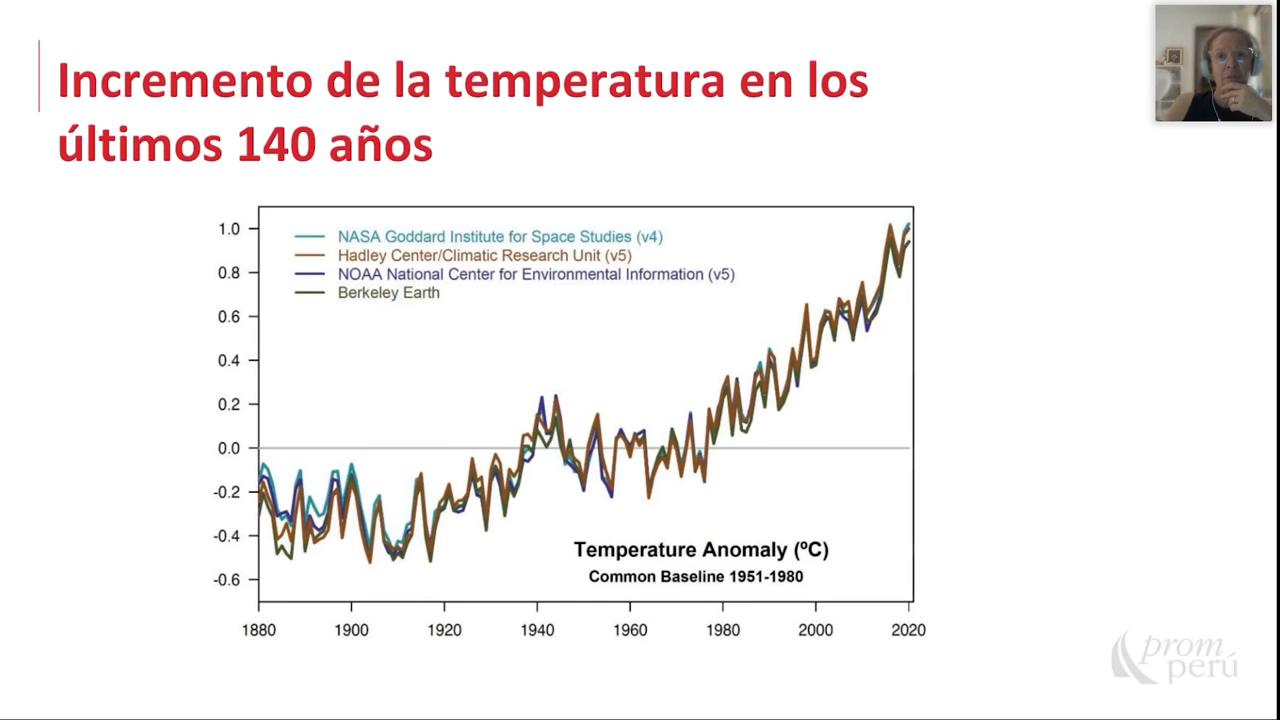 Incremento de la temperatura en los
últimos 140 años
1.0
0.8
0.6
0.4
0.2
0.0
-0.2
-0.4
-0.6
NASA Goddard Institute for Space Studies (v4)
Hadley Center/Climatic Research Unit (v5)
NOAA National Center for Environmental Information (v5)
Berkeley Earth
Temperature Anomaly (ºC)
Common Baseline 1951-1980
1880 1900 1920 1940 1960 1980 2000 2020
prom
perú